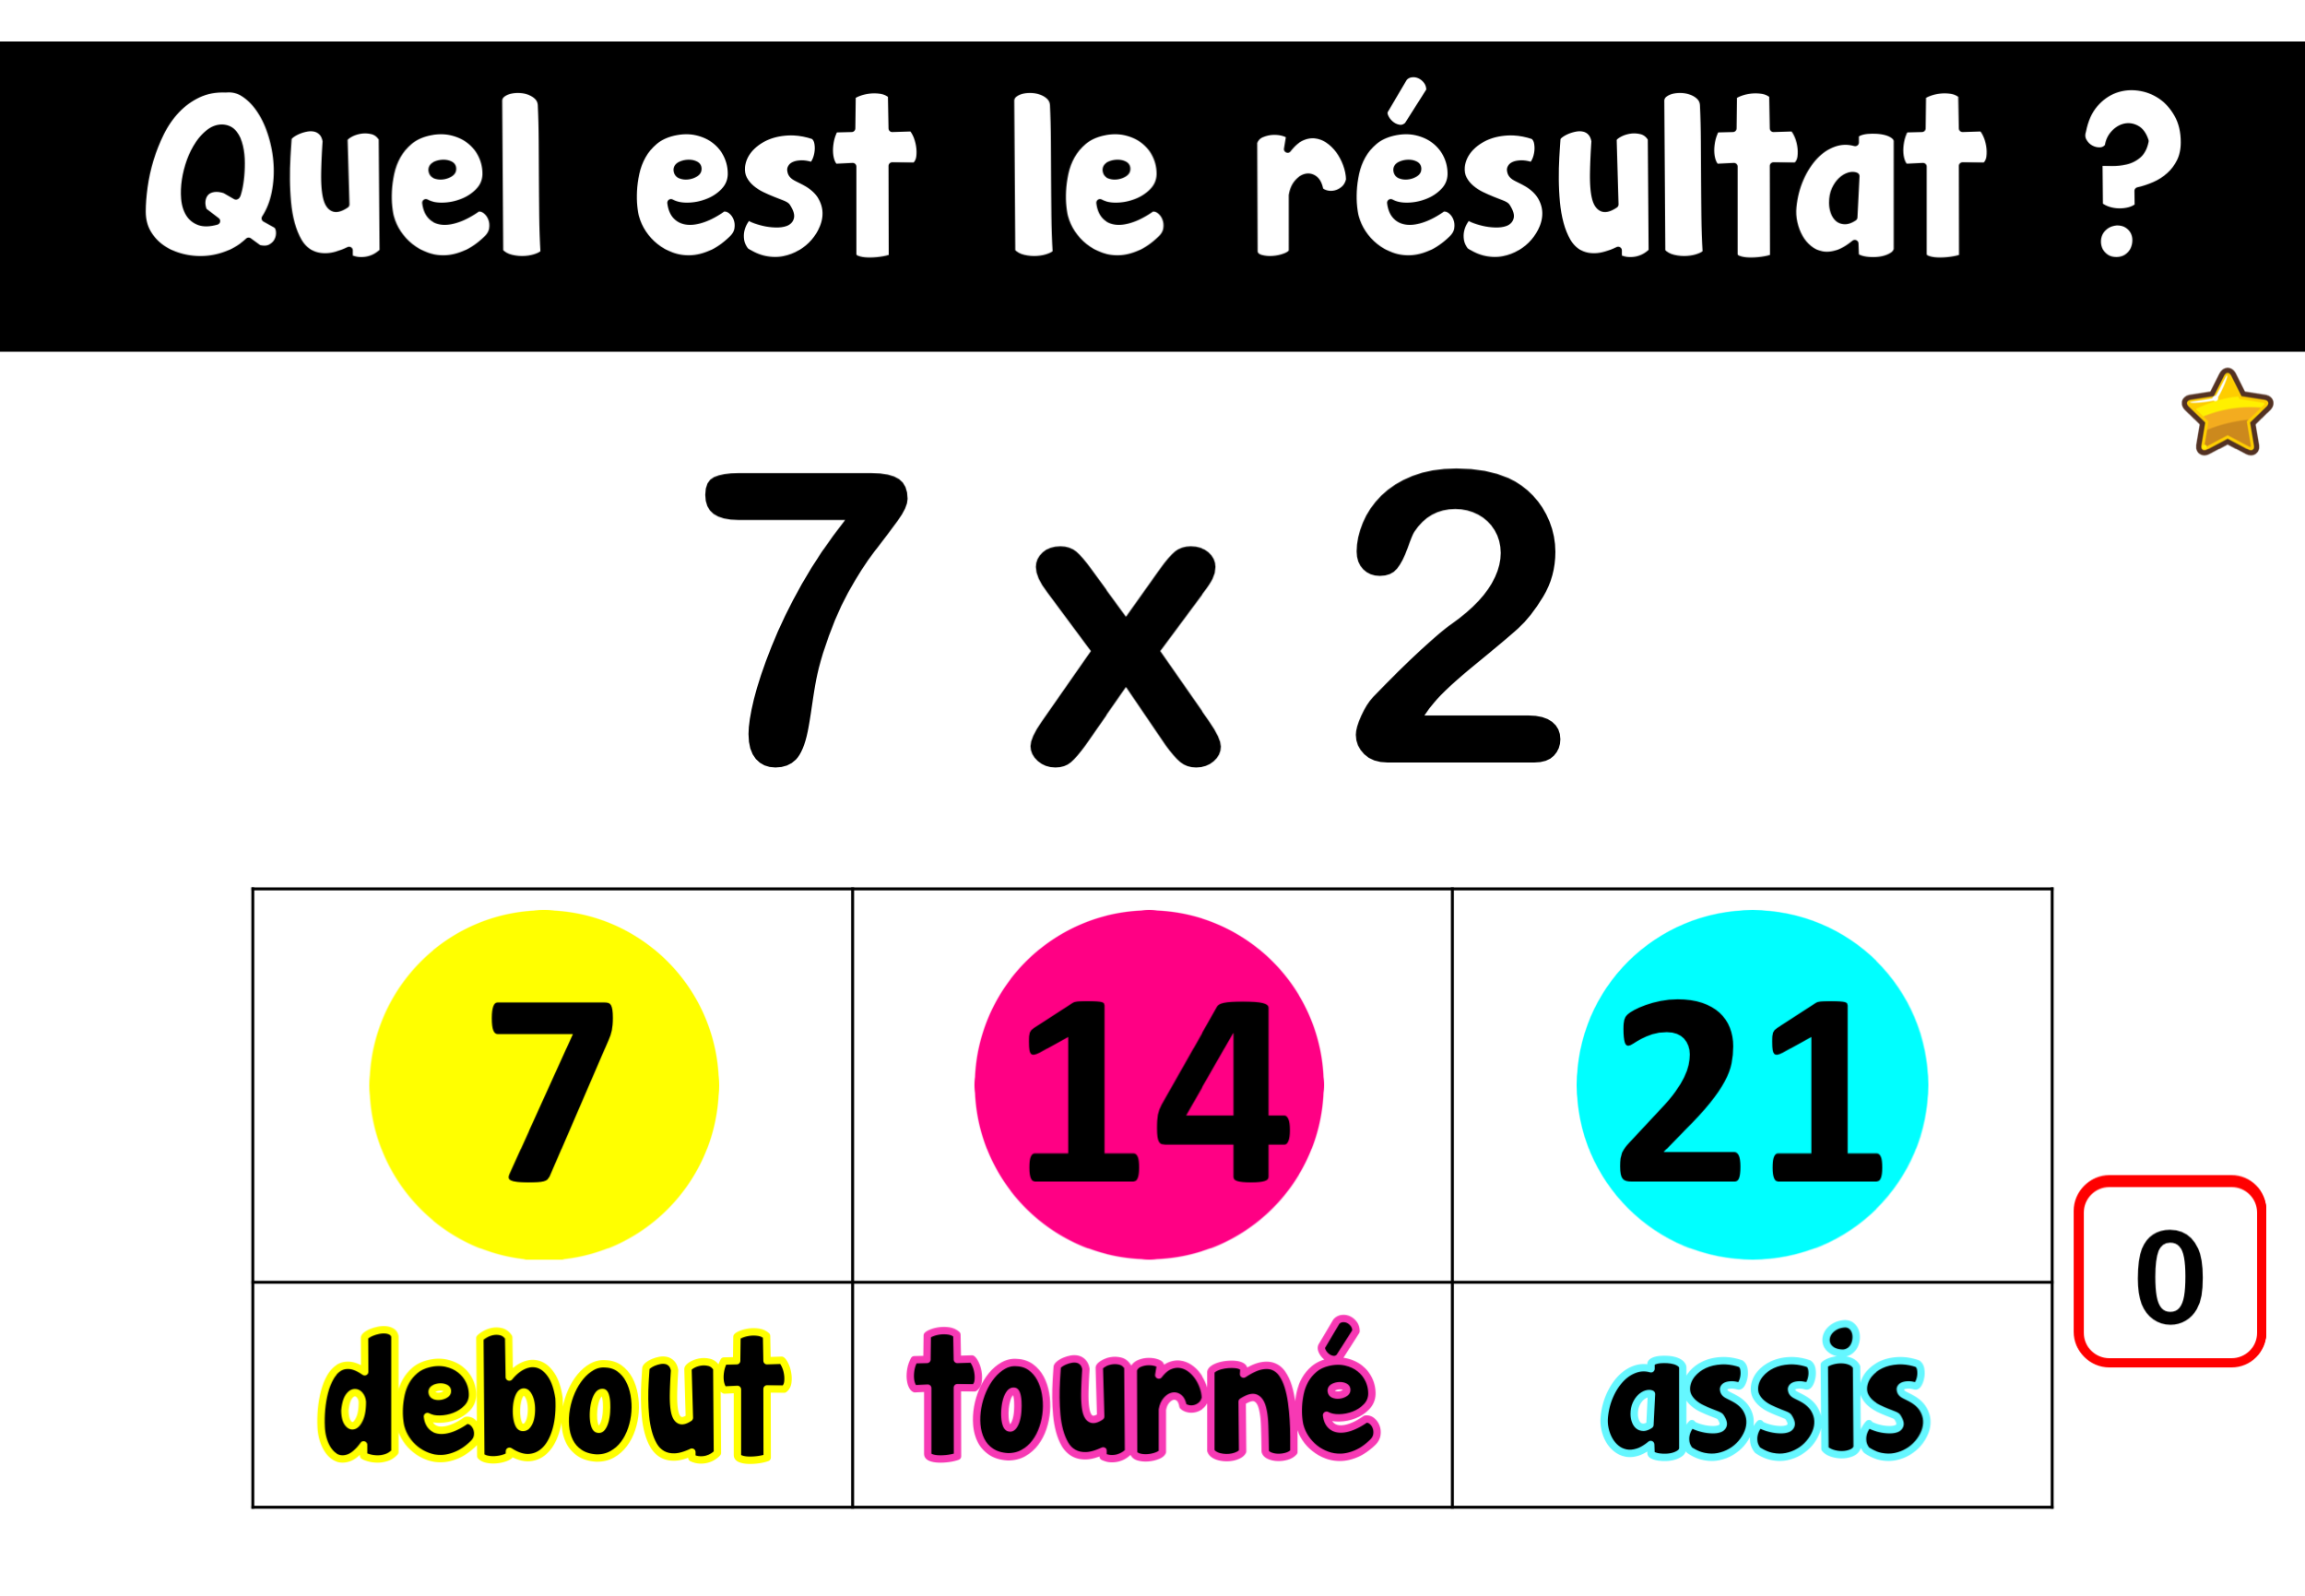 Quel est le résultat ?
7 x 2
7 14 21
0
debout tourné assis